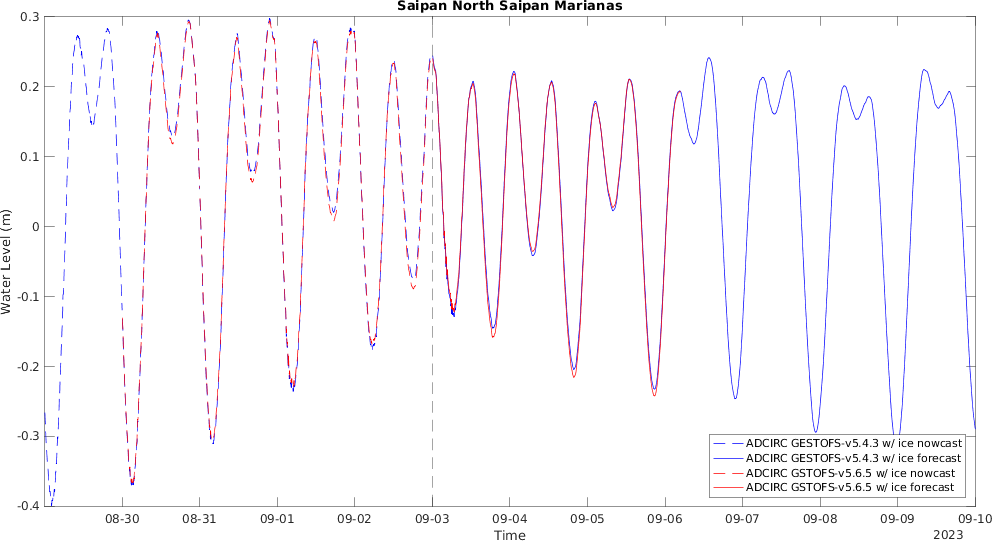 Saipan North Saipan Marianas
0.3
0.2
0.1
0
-0.1
-0.2
-0.3
-0.4
Water Level (m)
ADCIRC GESTOFS-v5.4.3 w/ ice nowcast
ADCIRC GESTOFS-v5.4.3 w/ ice forecast
ADCIRC GSTOFS-v5.6.5 w/ ice nowcast
ADCIRC GSTOFS-v5.6.5 w/ ice forecast
08-30 08-31 09-01 09-02 09-03 09-04 09-05 09-06 09-07 09-08 09-09 09-10
Time
2023